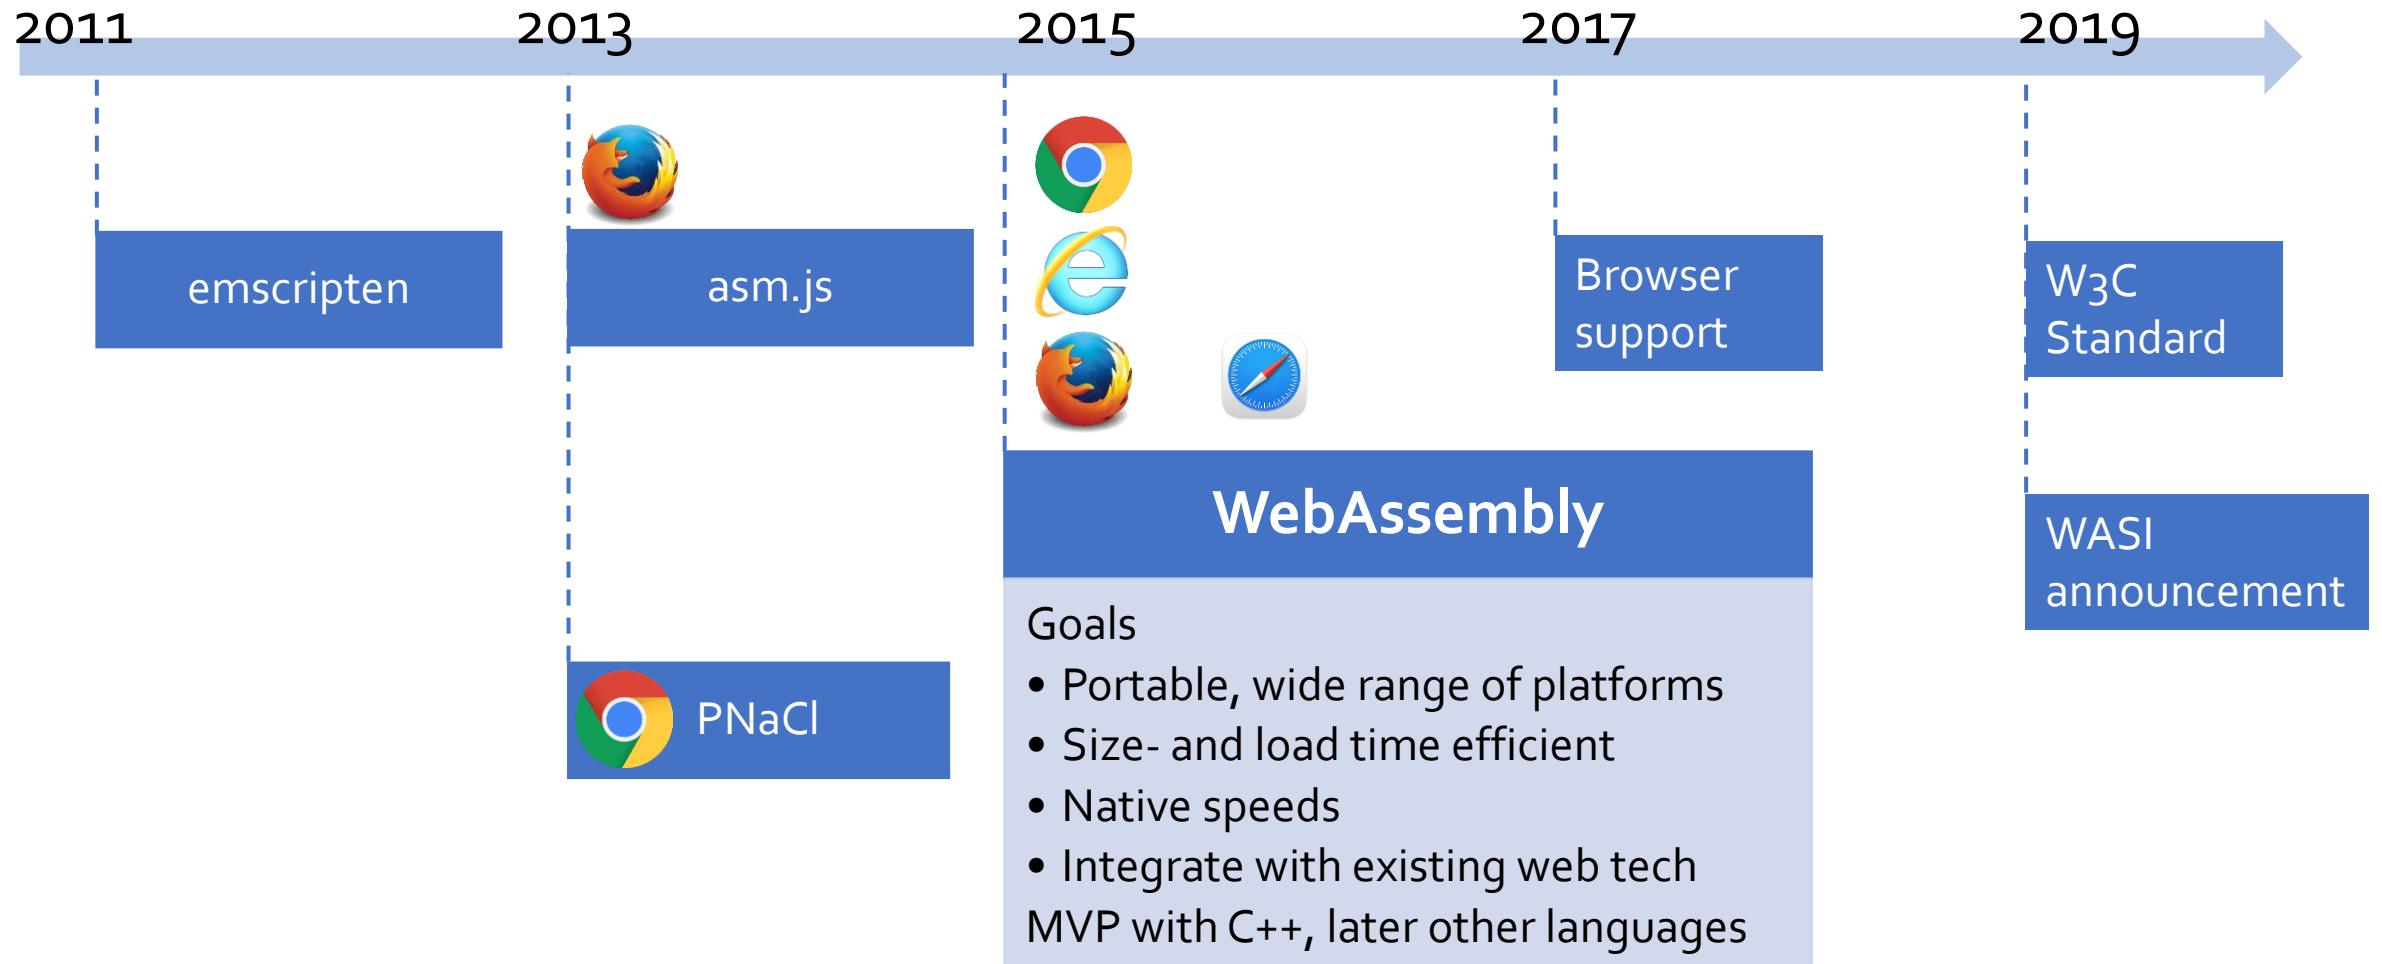 2011 2013 2015 2017 2019
emscripten
asm.js
PNaCl
WebAssembly
Goals
• Portable, wide range of platforms
• Size- and load time efficient
• Native speeds
• Integrate with existing web tech
MVP with C++, later other languages
Browser
support
W3C
Standard
WASI
announcement